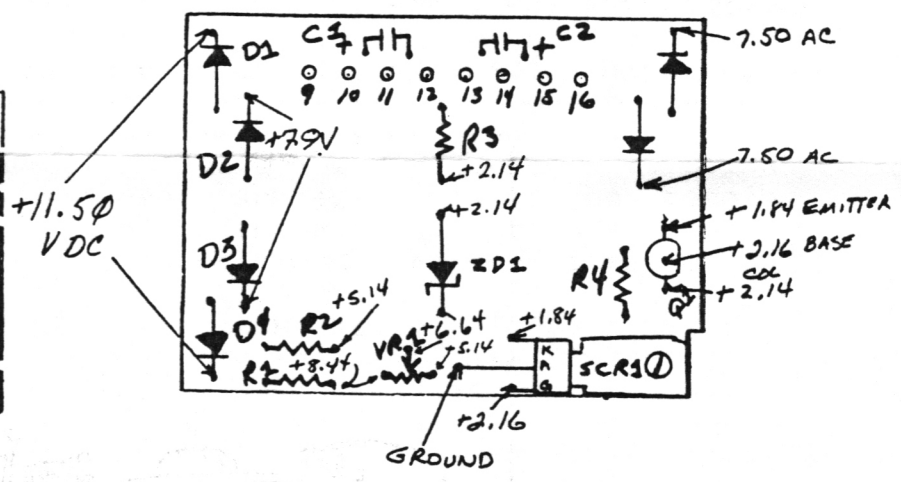 D1
C1
+
+ C2
7.50 AC
9 10 11 12 13 14 15 16
+7.9V
R3
D2
+2.14
7.50 AC
+11.5Ø
VDC
+2.14
+1.84 EMITTER
+2.16 BASE
COL
+2.14
D3
ZD1
R4
Q1
+5.14
D4
R2
+6.64
+1.84
VR1
+5.14
R1
+8.44
K
A
G
SCR1 1
+2.16
GROUND